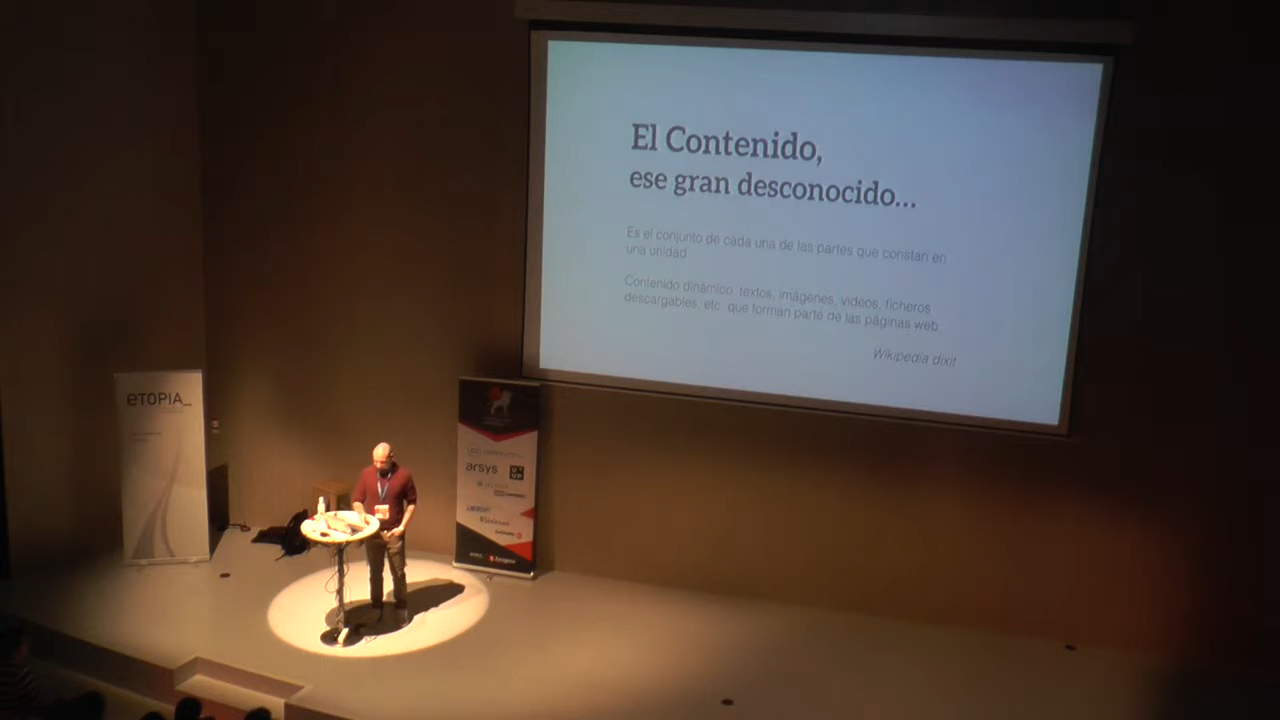 El Contenido,
ese gran desconocido...
Es el conjunto de cada una de las partes que constan en
una unidad
Contenido dinámico: textos, imágenes, videos, ficheros
descargables, etc. que forman parte de las páginas web
Wikipedia dixit
eTOPIA_
arsys
Zaragoza